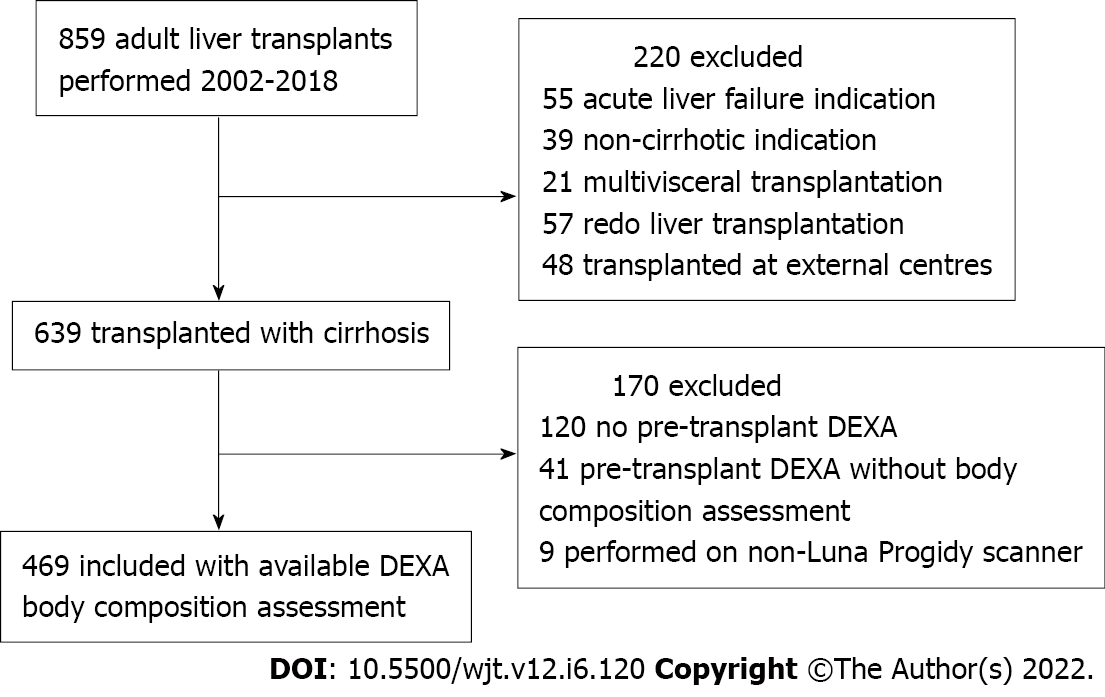 859 adult liver transplants
performed 2002-2018
220 excluded
55 acute liver failure indication
39 non-cirrhotic indication
21 multivisceral transplantation
57 redo liver transplantation
48 transplanted at external centres
639 transplanted with cirrhosis
170 excluded
120 no pre-transplant DEXA
41 pre-transplant DEXA without body
composition assessment
9 performed on non-Luna Progidy scanner
469 included with available DEXA
body composition assessment
DOI: 10.5500/wjt.v12.i6.120 Copyright ©The Author(s) 2022.